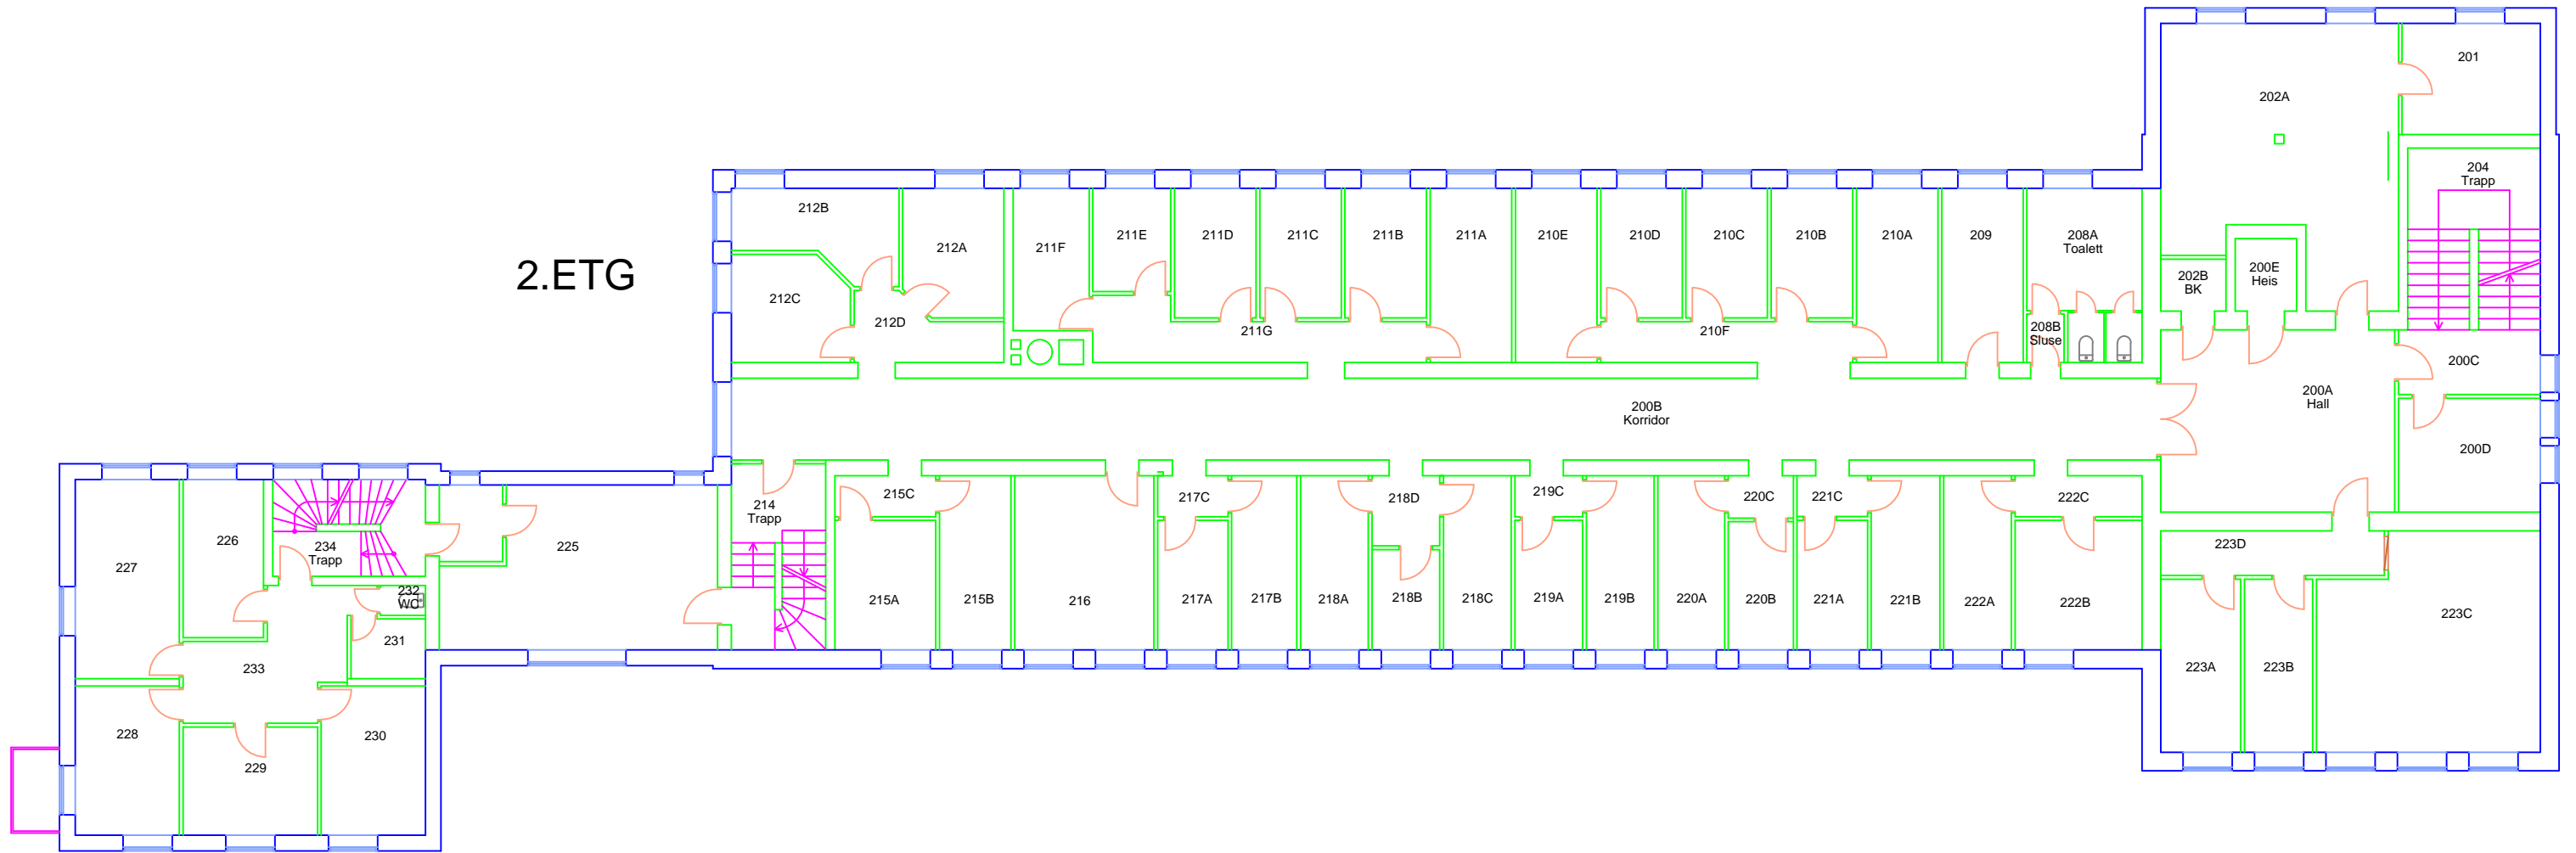 2.ETG
201
202A
204
Trapp
212B
212A
211F
211E
211D
211C
211B
211A
210E
210D
210C
210B
210A
209
208A
Toalett
202B
BK
200E
Heis
212C
212D
211G
210F
208B
Sluse
200C
200A
Hall
200B
Korridor
200D
215C
217C
218D
219C
220C
221C
222C
214
Trapp
226
234
Trapp
225
227
223D
232
WC
215A
215B
216
217A
217B
218A
218B
218C
219A
219B
220A
220B
221A
221B
222A
222B
223C
231
233
223A
223B
228
230
229